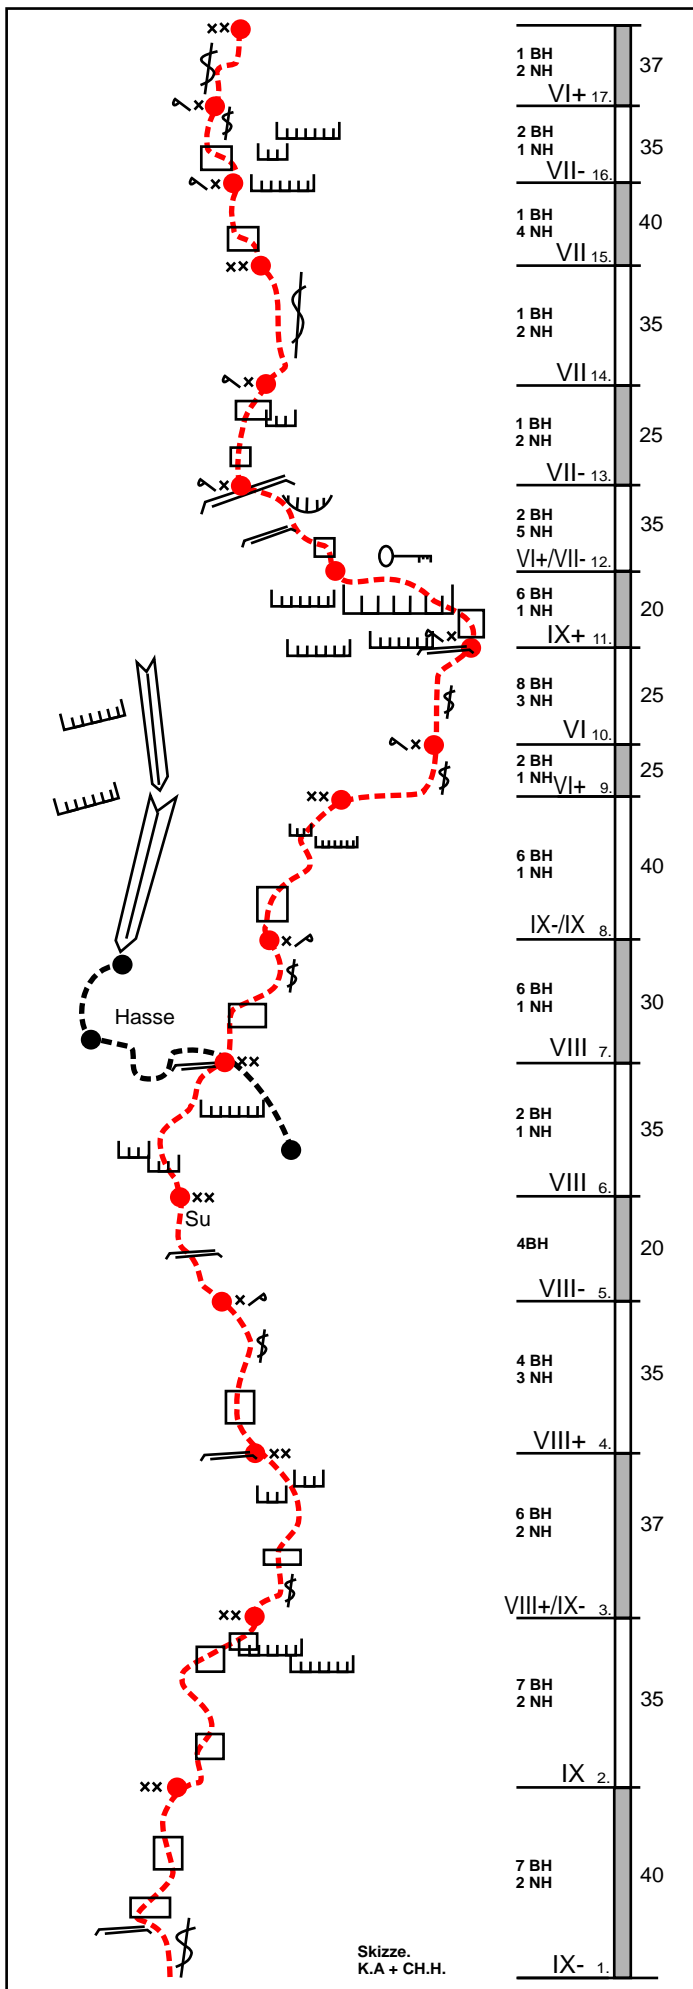 1 BH
2 NH
37
VI+ 17.
2 BH
1 NH
35
VII- 16.
1 BH
4 NH
40
VII 15.
1 BH
2 NH
35
VII 14.
1 BH
2 NH
25
VII- 13.
2 BH
5 NH
35
VI+/VII- 12.
6 BH
1 NH
20
IX+ 11.
8 BH
3 NH
25
VI 10.
2 BH
1 NH
25
VI+ 9.
6 BH
1 NH
40
IX-/IX 8.
Hasse
6 BH
1 NH
30
VIII 7.
2 BH
1 NH
35
VIII 6.
Su
4BH
20
VIII- 5.
4 BH
3 NH
35
VIII+ 4.
6 BH
2 NH
37
VIII+/IX- 3.
7 BH
2 NH
35
IX 2.
7 BH
2 NH
40
IX- 1.
Skizze.
K.A + CH.H.